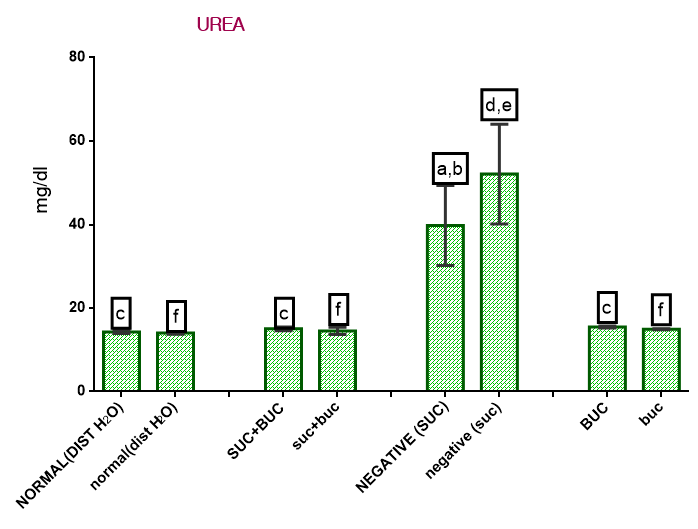 UREA
mg/dl
80
60
40
20
0
c
f
c
f
a,b
d,e
c
f
NORMAL(DIST H2O)
normal(dist H2O)
SUC+BUC
suc+buc
NEGATIVE (SUC)
negative (suc)
BUC
buc